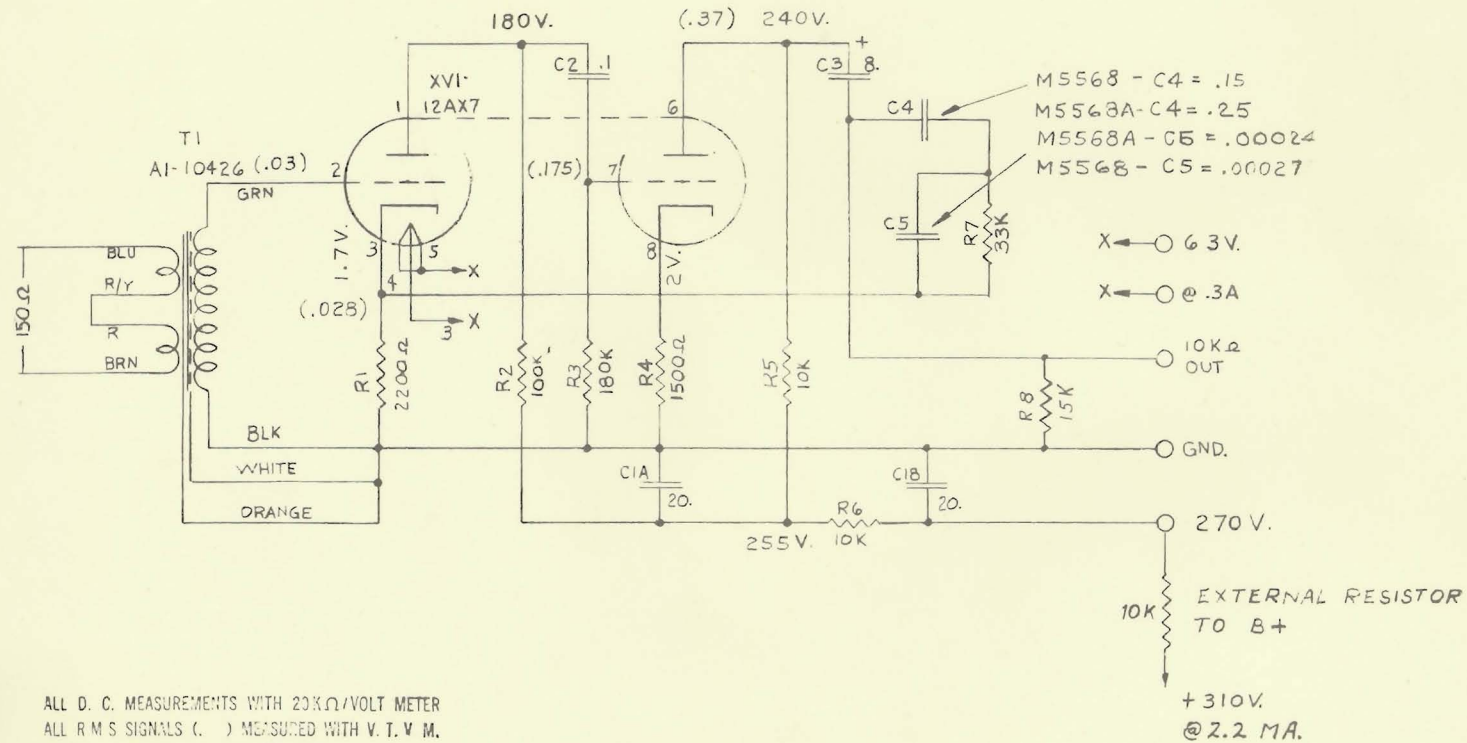 180V.
(.37) 240V.
+
C2 .1
C3 8.
XV1-
12AX7
1
6
T1
A1-10426 (.03)
GRN
2
(.175) 7
C4
M5568 - C4 = .15
M5568A-C4 = .25
M5568A - C5 = .00024
M5568 - C5 = .00027
C5
R7
33K
3
5
1.7V.
4
(.028)
X
3 X
8
2V.
X 6 3V.
X @ .3A
150Ω
BLU
R/Y
R
BRN
R1
2200Ω
R2
100K
R3
180K
R4
1500Ω
R5
10K
10KΩ
OUT
R8
15K
BLK
WHITE
ORANGE
GND.
C1A
20.
C1B
20.
R6
10K
255V.
270V.
10K
EXTERNAL RESISTOR
TO B+
+310V.
@2.2 MA.
ALL D. C. MEASUREMENTS WITH 20KΩ/VOLT METER
ALL R M S SIGNALS (. ) MEASURED WITH V. T. V M.